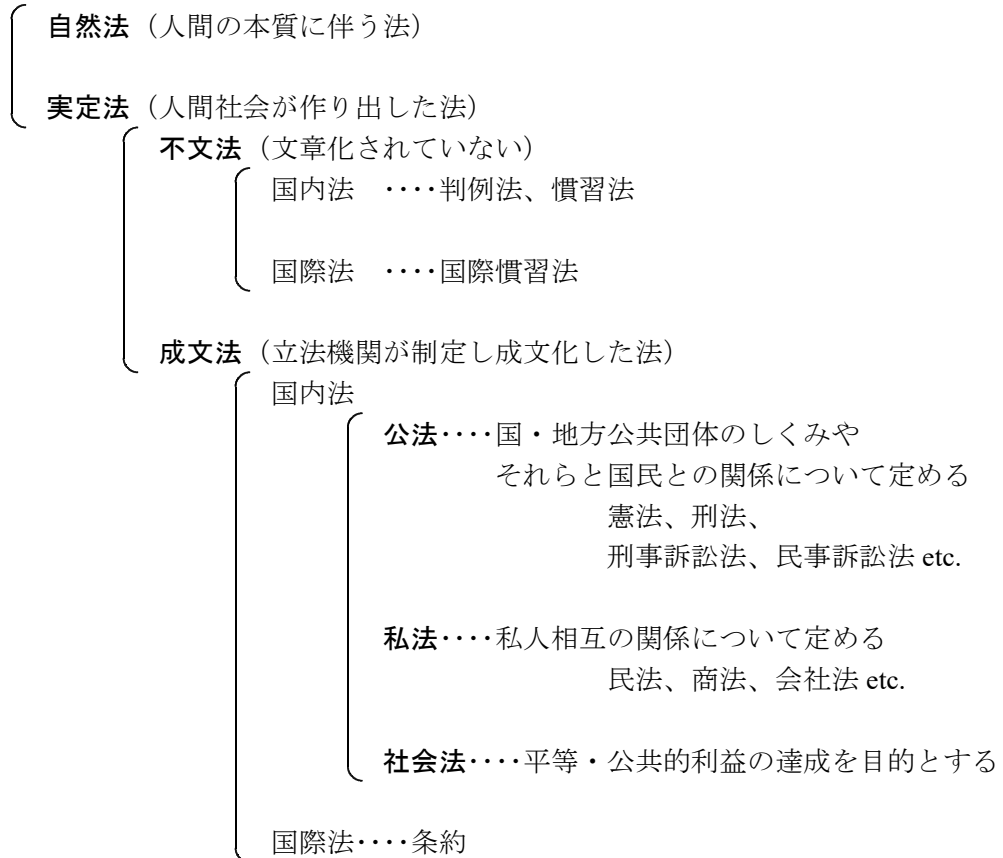 自然法（人間の本質に伴う法）
実定法（人間社会が作り出した法）
不文法（文章化されていない）
国内法　････判例法、慣習法
国際法　････国際慣習法
成文法（立法機関が制定し成文化した法）
国内法
公法････国・地方公共団体のしくみや
それらと国民との関係について定める
憲法、刑法、
刑事訴訟法、民事訴訟法 etc.
私法････私人相互の関係について定める
民法、商法、会社法 etc.
社会法････平等・公共的利益の達成を目的とする
国際法････条約